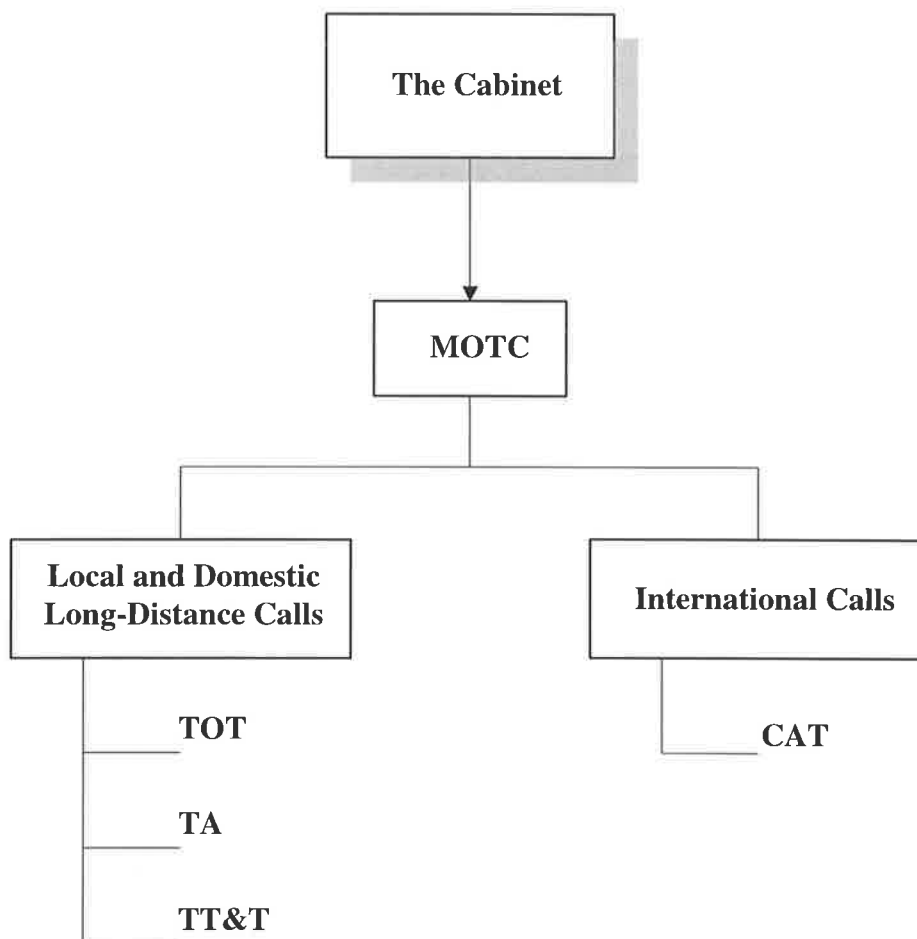 The Cabinet
MOTC
Local and Domestic
Long-Distance Calls
International Calls
TOT
CAT
TA
TT&T